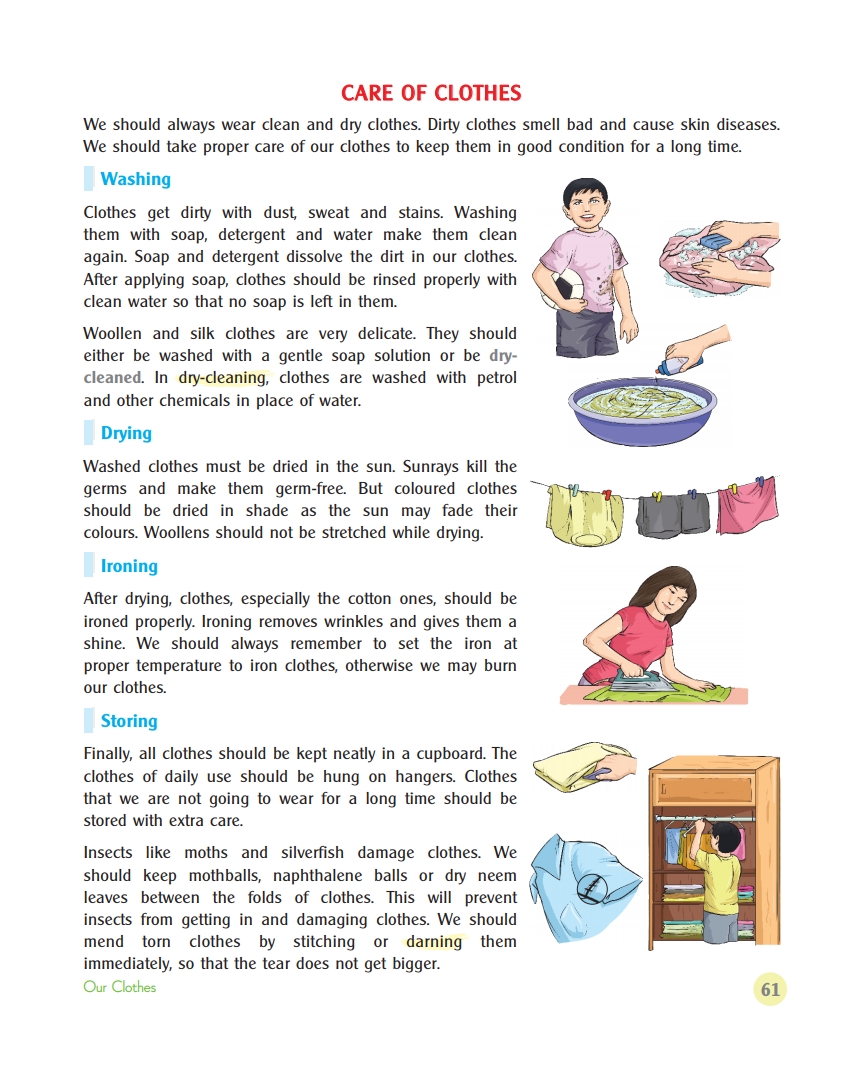 CARE OF CLOTHES
We should always wear clean and dry clothes. Dirty clothes smell bad and cause skin diseases.
We should take proper care of our clothes to keep them in good condition for a long time.
Washing
Clothes get dirty with dust, sweat and stains. Washing
them with soap, detergent and water make them clean
again. Soap and detergent dissolve the dirt in our clothes.
After applying soap, clothes should be rinsed properly with
clean water so that no soap is left in them.
Woollen and silk clothes are very delicate. They should
either be washed with a gentle soap solution or be dry-
cleaned. In dry-cleaning, clothes are washed with petrol
and other chemicals in place of water.
Drying
Washed clothes must be dried in the sun. Sunrays kill the
germs and make them germ-free. But coloured clothes
should be dried in shade as the sun may fade their
colours. Woollens should not be stretched while drying.
Ironing
After drying, clothes, especially the cotton ones, should be
ironed properly. Ironing removes wrinkles and gives them a
shine. We should always remember to set the iron at
proper temperature to iron clothes, otherwise we may burn
our clothes.
Storing
Finally, all clothes should be kept neatly in a cupboard. The
clothes of daily use should be hung on hangers. Clothes
that we are not going to wear for a long time should be
stored with extra care.
Insects like moths and silverfish damage clothes. We
should keep mothballs, naphthalene balls or dry neem
leaves between the folds of clothes. This will prevent
insects from getting in and damaging clothes. We should
mend torn clothes by stitching or darning them
immediately, so that the tear does not get bigger.
Our Clothes
61